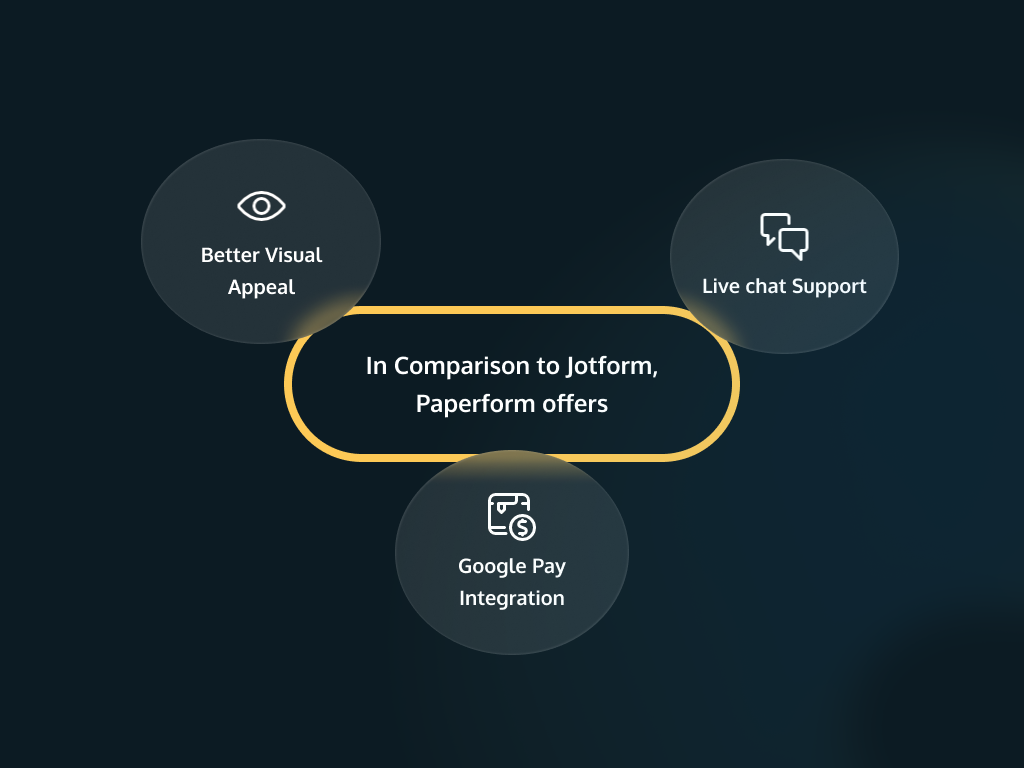 Better Visual
Appeal
Live chat Support
In Comparison to Jotform,
Paperform offers
$
Google Pay
Integration